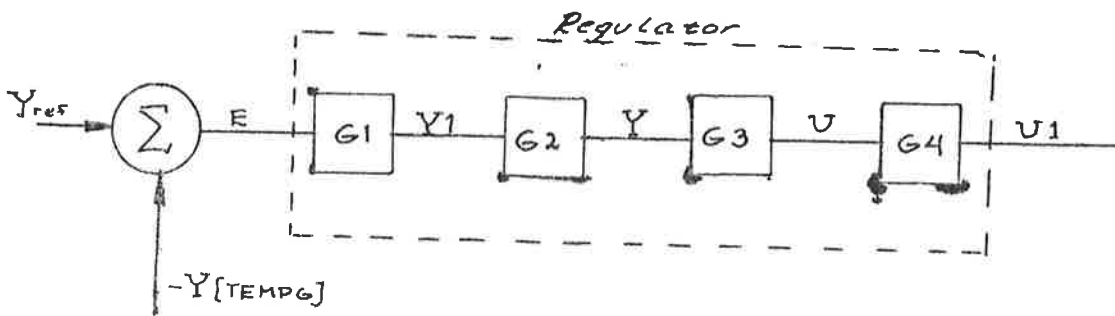 Regulator
Yref
Σ
E
G1
Y1
G2
Y
G3
U
G4
U1
-Y[TEMPG]